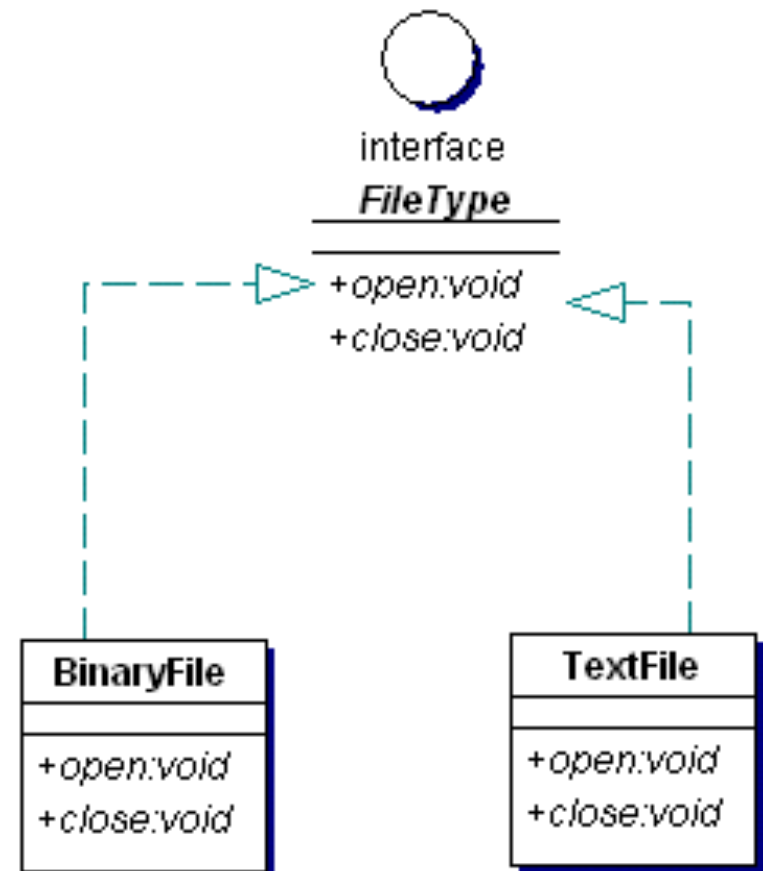 interface
FileType
+open:void
+close:void
BinaryFile
+open:void
+close:void
TextFile
+open:void
+close:void